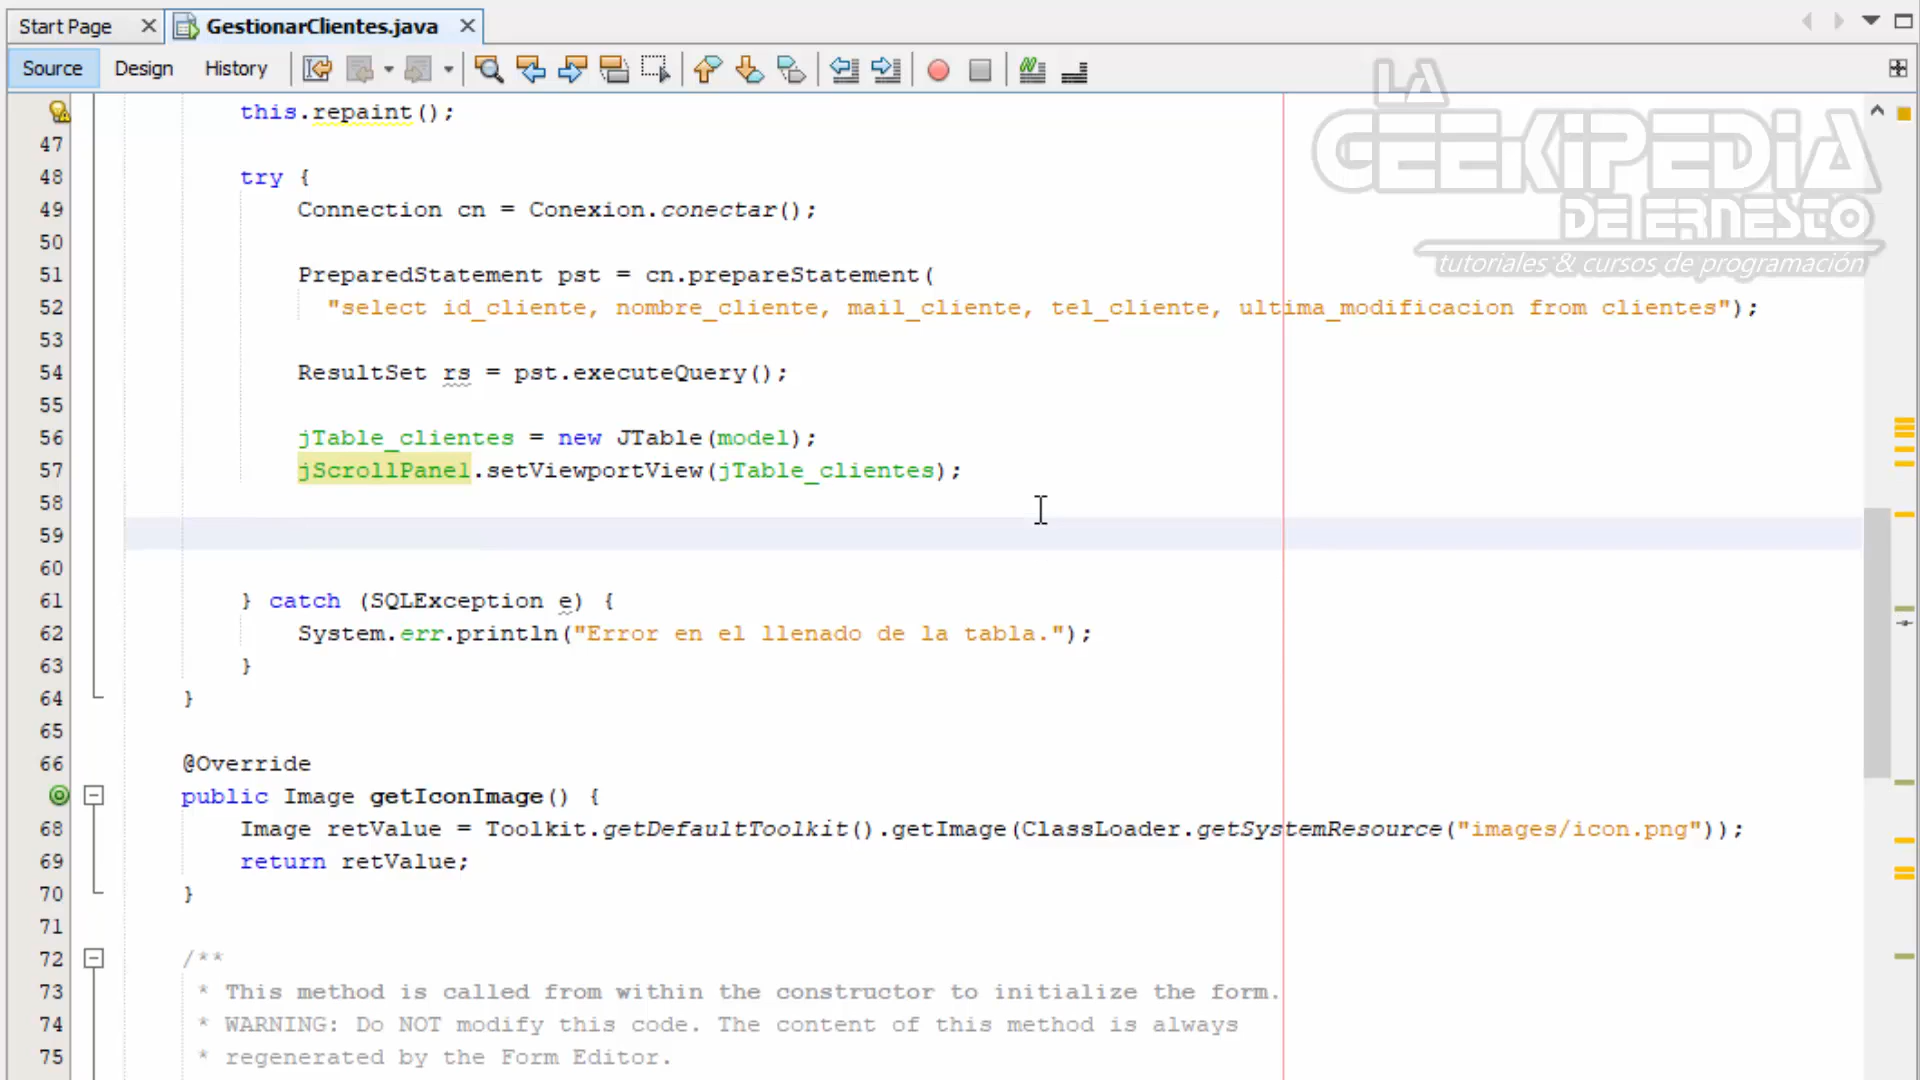 Start Page
GestionarClientes.java
Source Design History
LA
GEEKIPEDIA
DE ERNESTO
tutoriales & cursos de programación
this.repaint();
47
48 try {
49 Connection cn = Conexion.conectar();
50
51 PreparedStatement pst = cn.prepareStatement(
52 "select id_cliente, nombre_cliente, mail_cliente, tel_cliente, ultima_modificacion from clientes");
53
54 ResultSet rs = pst.executeQuery();
55
56 jTable_clientes = new JTable(model);
57 jScrollPane1.setViewportView(jTable_clientes);
58
59
60
61 } catch (SQLException e) {
62 System.err.println("Error en el llenado de la tabla.");
63 }
64 }
65
66 @Override
public Image getIconImage() {
68 Image retValue = Toolkit.getDefaultToolkit().getImage(ClassLoader.getSystemResource("images/icon.png"));
69 return retValue;
70 }
71
72 /**
73 * This method is called from within the constructor to initialize the form.
74 * WARNING: Do NOT modify this code. The content of this method is always
75 * regenerated by the Form Editor.